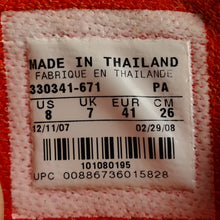 MADE IN THAILAND
FABRIQUE EN THAILANDE
330341-671 PA
US UK EUR CM
8 7 41 26
12/11/07 02/29/08
101080195
UPC 00886736015828